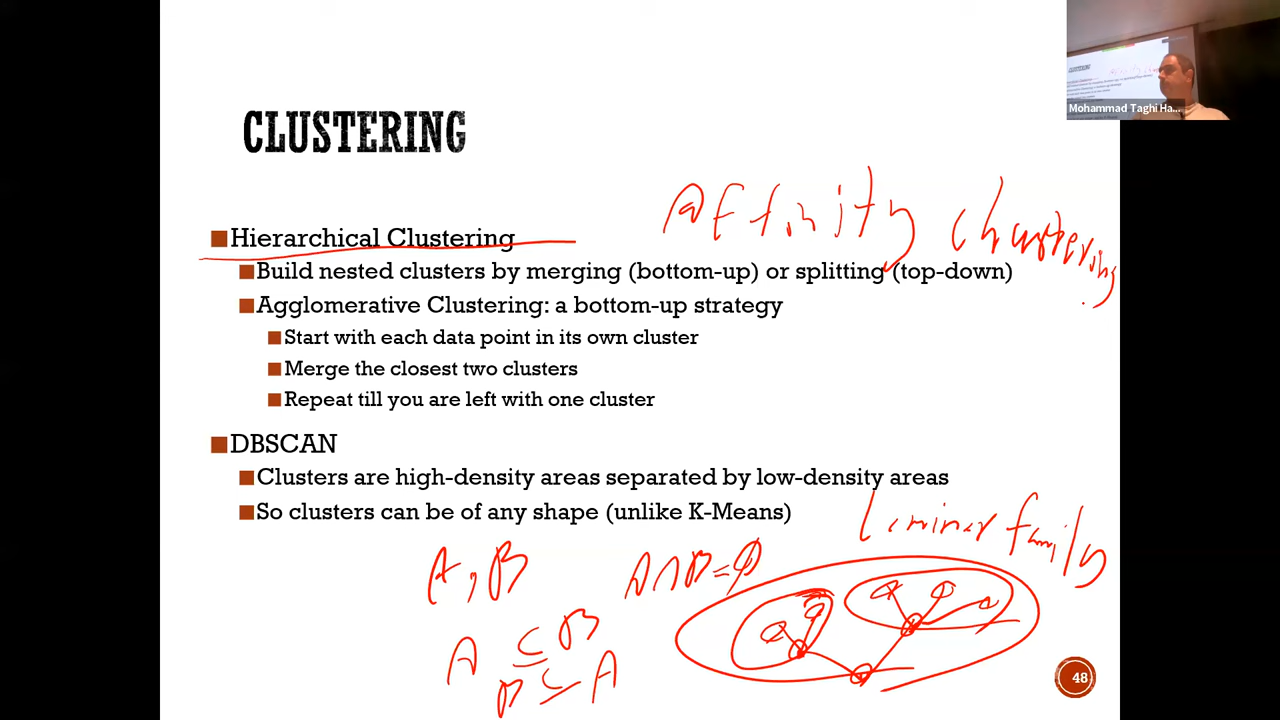 Mohammad Taghi Ha...
CLUSTERING
Affinity clustering
Hierarchical Clustering
Build nested clusters by merging (bottom-up) or splitting (top-down)
Agglomerative Clustering: a bottom-up strategy
Start with each data point in its own cluster
Merge the closest two clusters
Repeat till you are left with one cluster
DBSCAN
Clusters are high-density areas separated by low-density areas
So clusters can be of any shape (unlike K-Means)
Laminar family
A, B
A∩B=∅
A ⊆ B
B ⊆ A
48